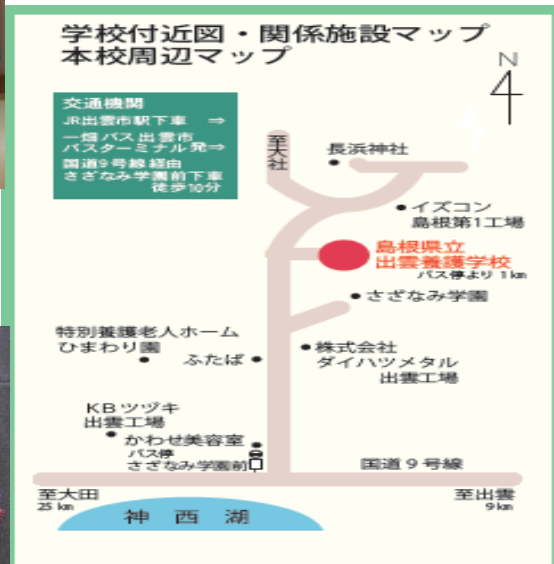 学校付近図・関係施設マップ
本校周辺マップ
N
交通機関
JR出雲市駅下車 ⇒
一畑バス出雲市
バスターミナル発⇒
国道9号線経由
さざなみ学園前下車
徒歩10分
至大社
長浜神社
イズコン
島根第1工場
島根県立
出雲養護学校
バス停より 1km
さざなみ学園
特別養護老人ホーム
ひまわり園
ふたば
株式会社
ダイハツメタル
出雲工場
KBツヅキ
出雲工場
かわせ美容室
バス停
さざなみ学園前
国道9号線
至大田
25km
至出雲
9km
神西湖